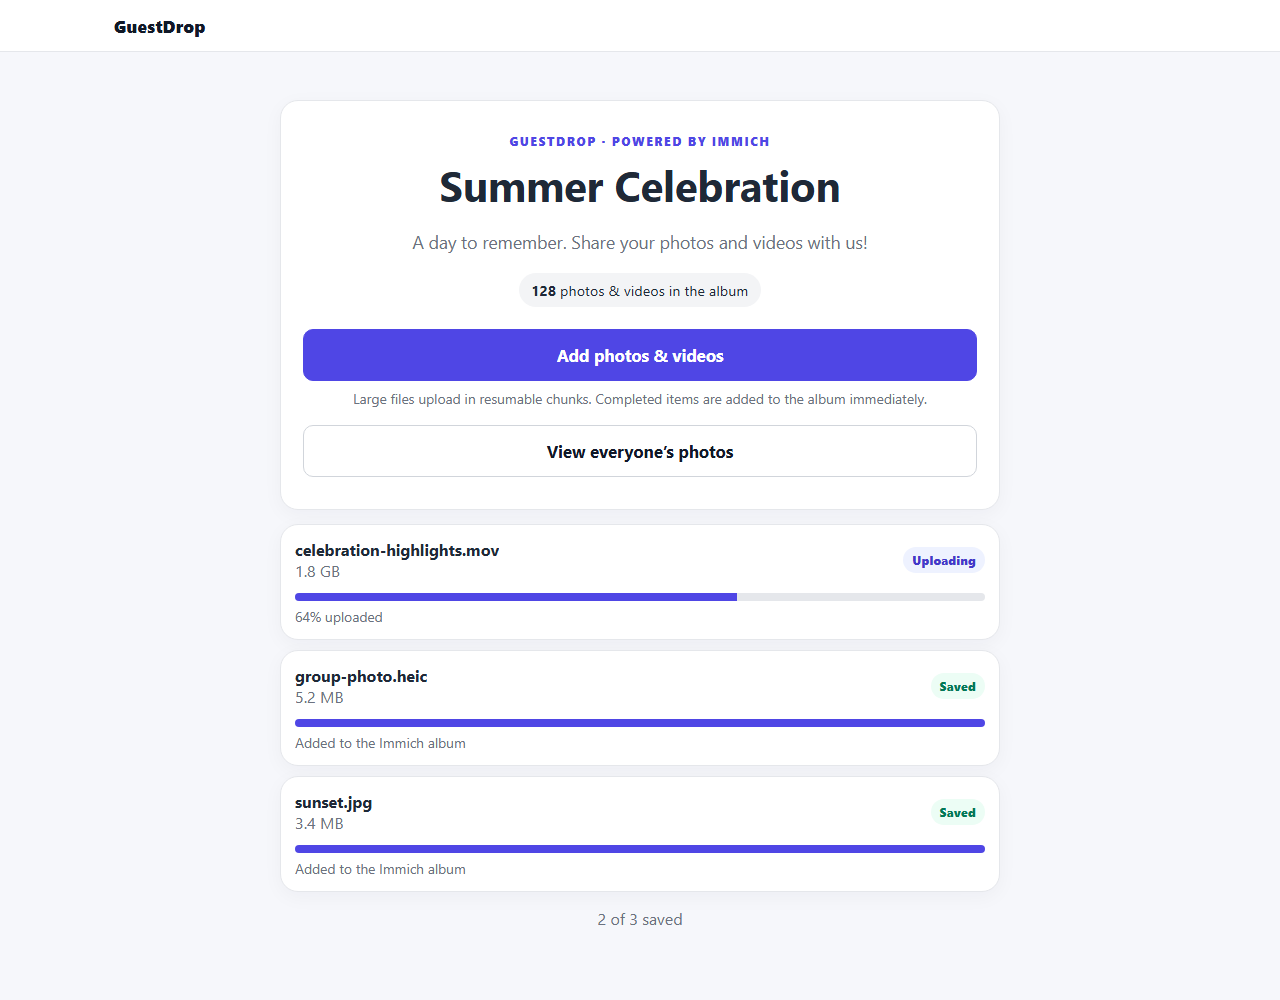 GuestDrop
GUESTDROP · POWERED BY IMMICH
Summer Celebration
A day to remember. Share your photos and videos with us!
128 photos & videos in the album
Add photos & videos
Large files upload in resumable chunks. Completed items are added to the album immediately.
View everyone’s photos
celebration-highlights.mov
1.8 GB
Uploading
64% uploaded
group-photo.heic
5.2 MB
Saved
Added to the Immich album
sunset.jpg
3.4 MB
Saved
Added to the Immich album
2 of 3 saved